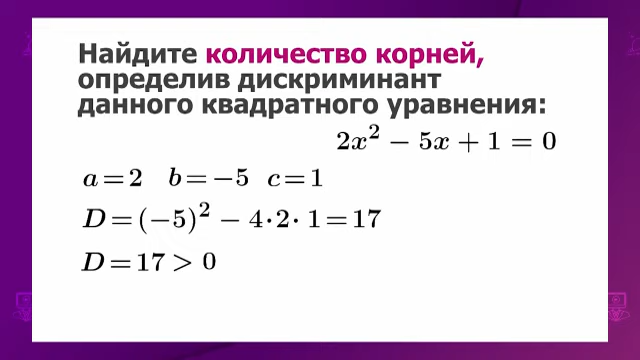 Найдите количество корней,
определив дискриминант
данного квадратного уравнения:
2x² − 5x + 1 = 0
a = 2 b = −5 c = 1
D = (−5)² − 4·2·1 = 17
D = 17 > 0